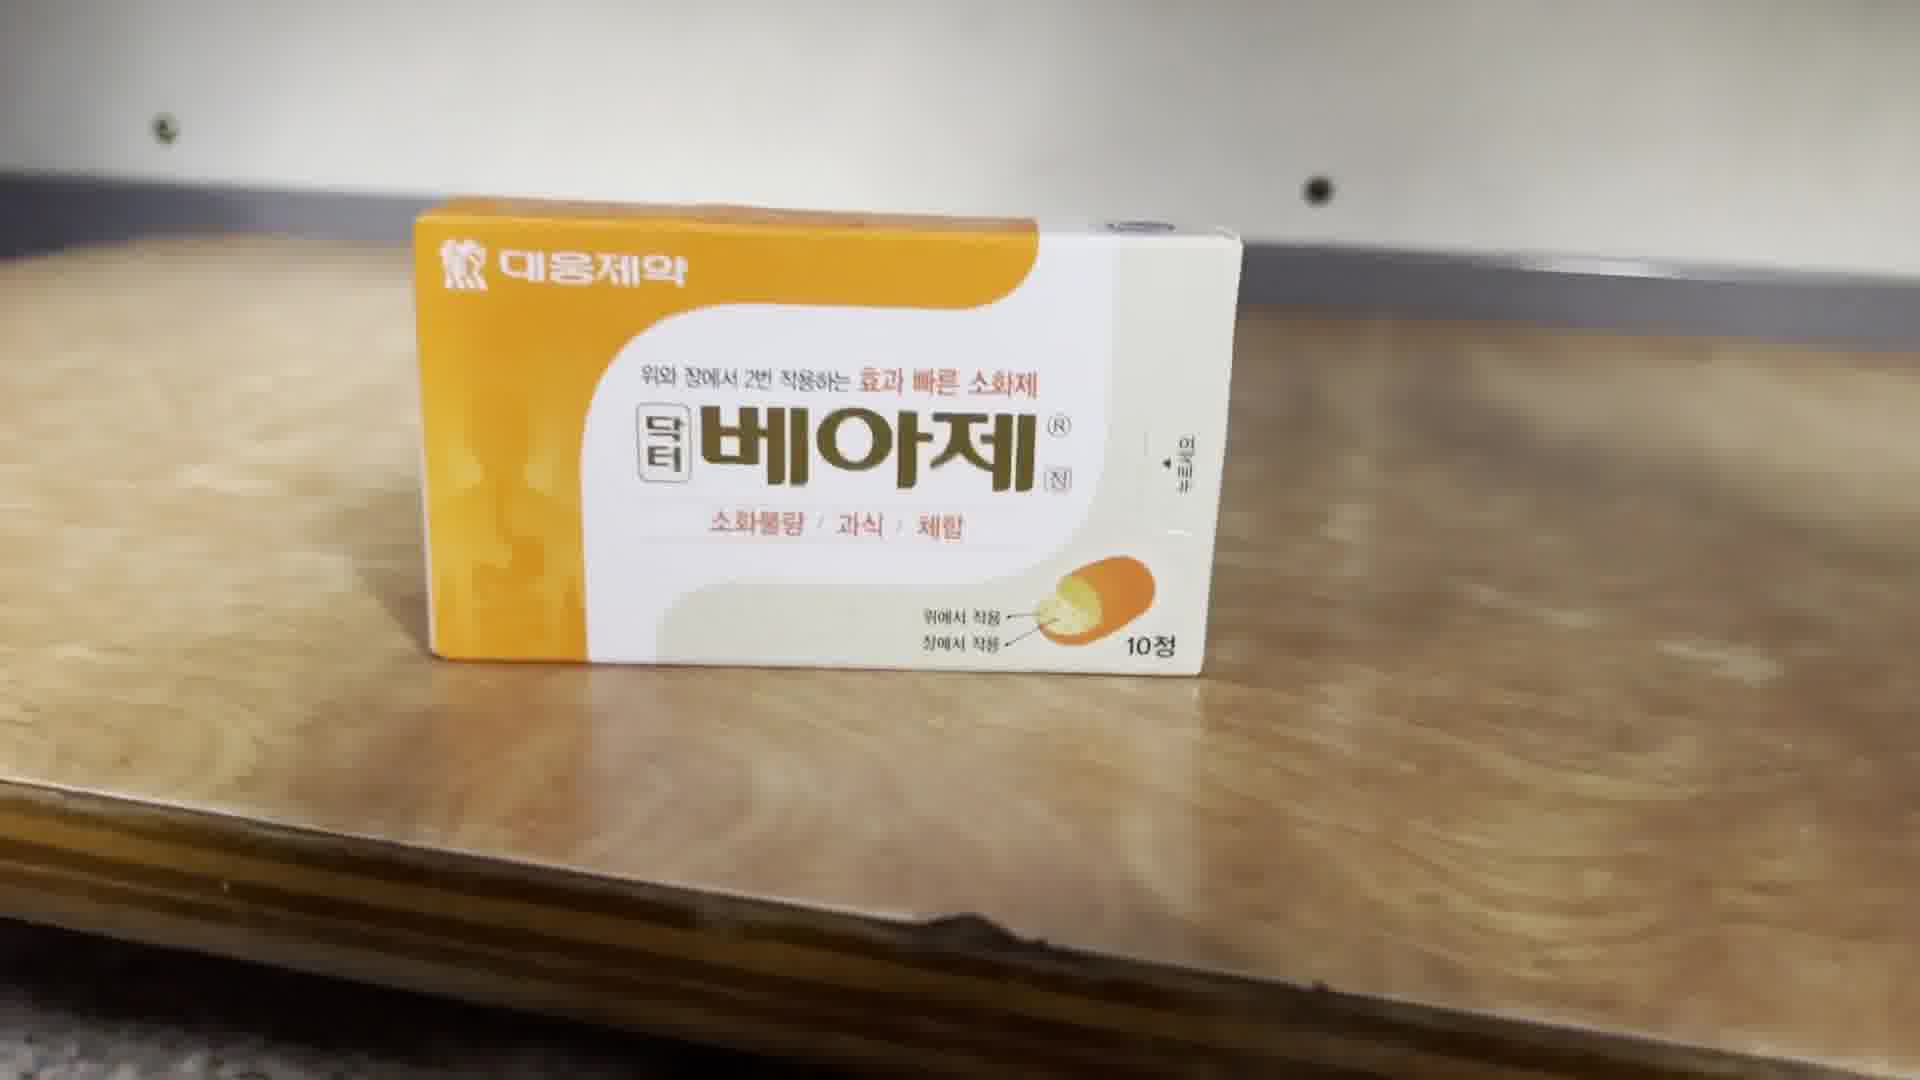 대웅제약
위와 장에서 2번 작용하는 효과 빠른 소화제
닥터 베아제® 정
소화불량 / 과식 / 체함
위에서 작용
장에서 작용
10정